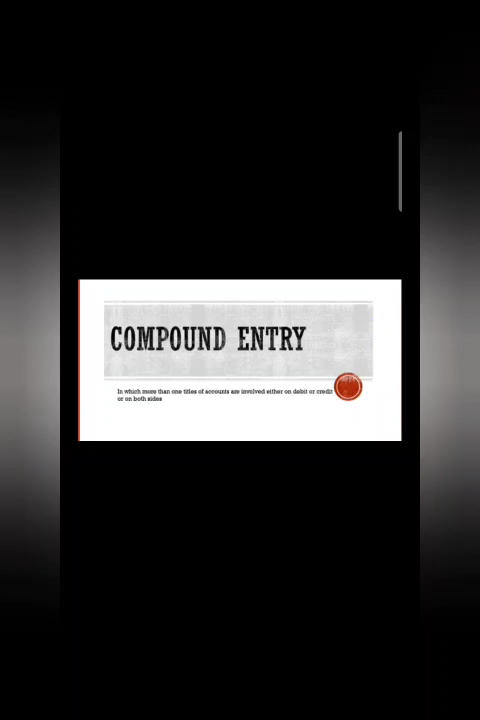 COMPOUND ENTRY
In which more than one titles of accounts are involved either on debit or credit
or on both sides